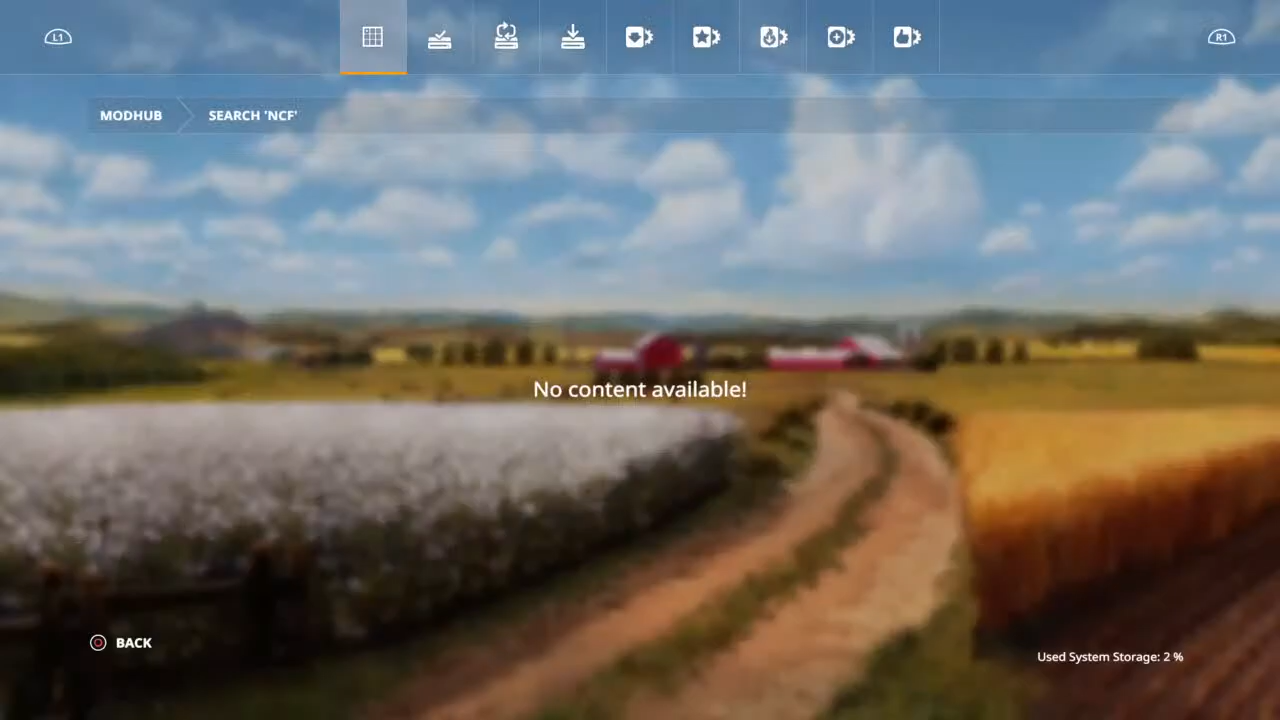 L1
R1
MODHUB
SEARCH 'NCF'
No content available!
BACK
Used System Storage: 2 %